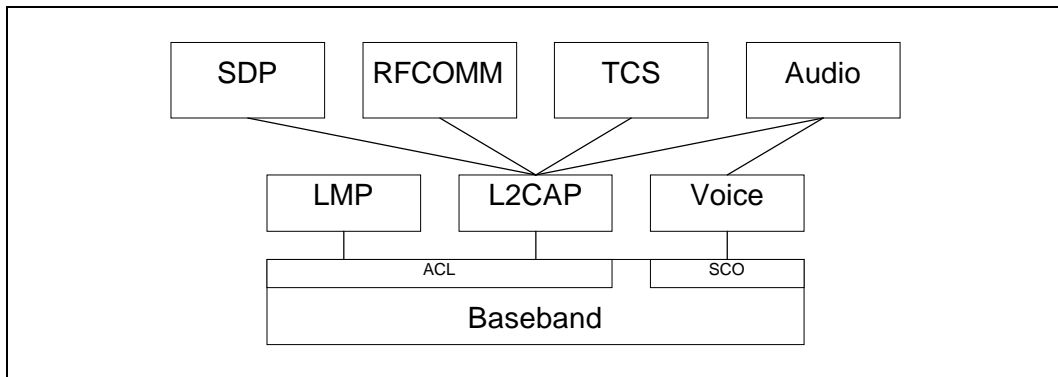 SDP RFCOMM TCS Audio
LMP L2CAP Voice
ACL SCO
Baseband